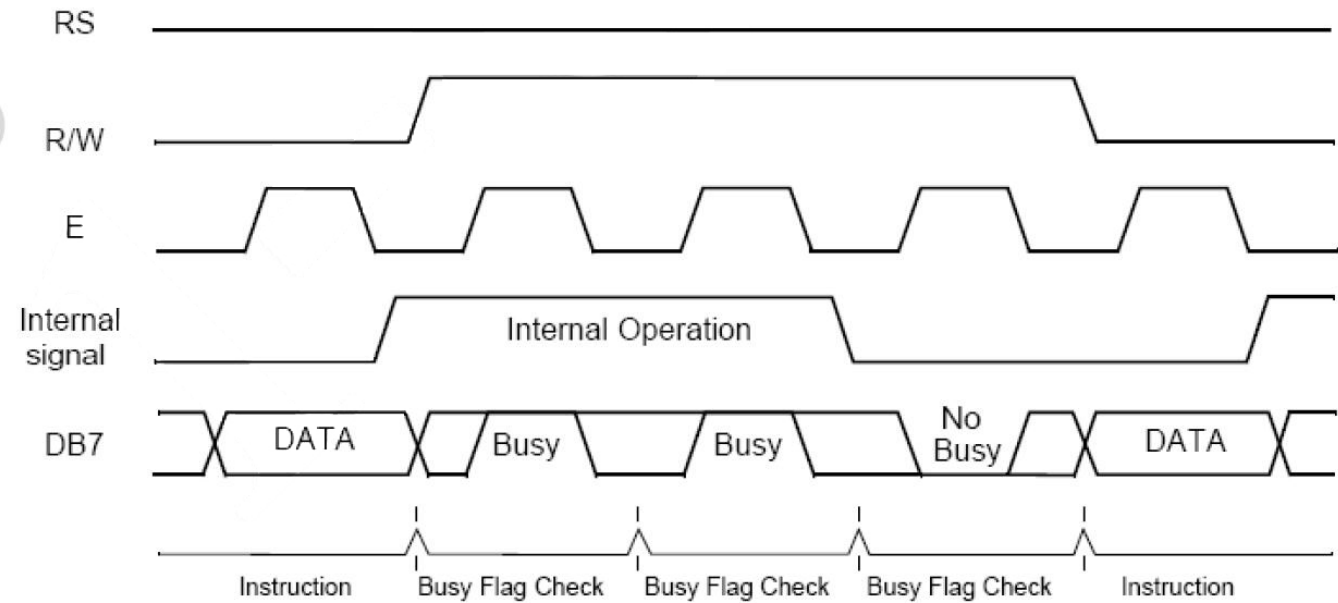 RS
R/W
E
Internal
signal
Internal Operation
DB7
DATA
Busy
Busy
No
Busy
DATA
Instruction
Busy Flag Check
Busy Flag Check
Busy Flag Check
Instruction